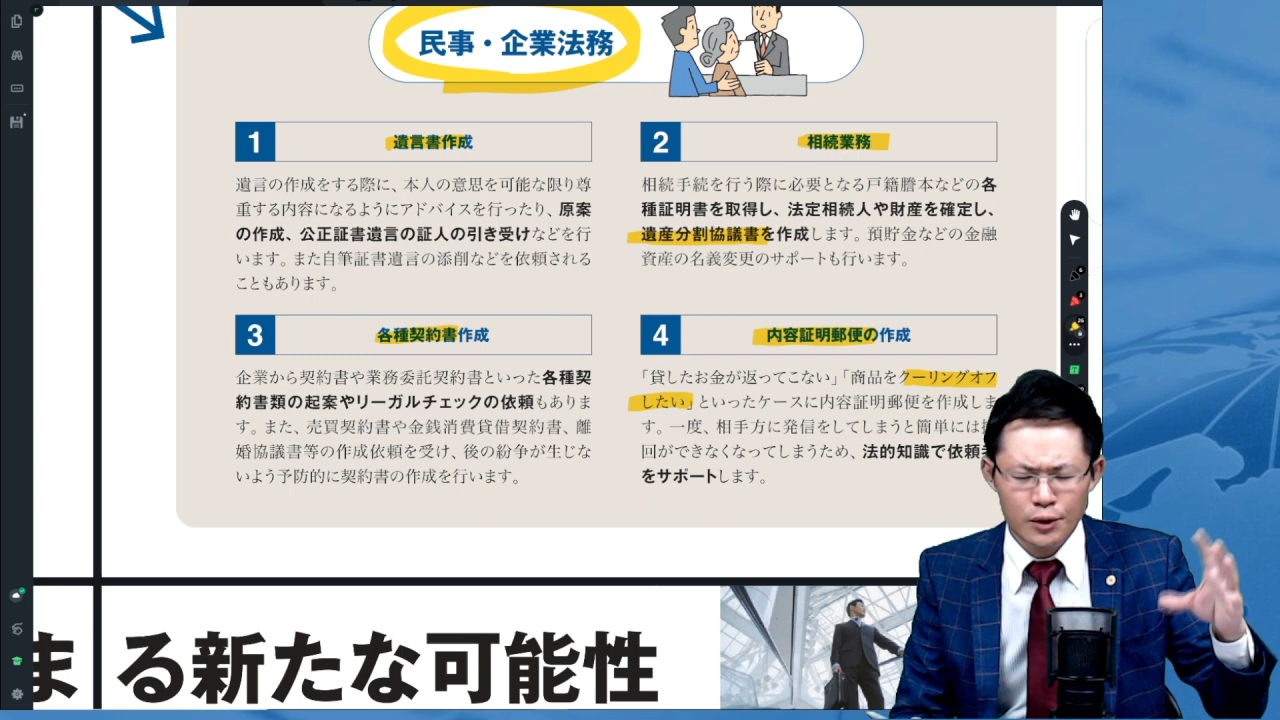 民事・企業法務
1 遺言書作成
遺言の作成をする際に、本人の意思を可能な限り尊
重する内容になるようにアドバイスを行ったり、原案
の作成、公正証書遺言の証人の引き受けなどを行
います。また自筆証書遺言の添削などを依頼される
こともあります。
2 相続業務
相続手続を行う際に必要となる戸籍謄本などの各
種証明書を取得し、法定相続人や財産を確定し、
遺産分割協議書を作成します。預貯金などの金融
資産の名義変更のサポートも行います。
3 各種契約書作成
企業から契約書や業務委託契約書といった各種契
約書類の起案やリーガルチェックの依頼もありま
す。また、売買契約書や金銭消費貸借契約書、離
婚協議書等の作成依頼を受け、後の紛争が生じな
いよう予防的に契約書の作成を行います。
4 内容証明郵便の作成
「貸したお金が返ってこない」「商品をクーリングオフ
したい」といったケースに内容証明郵便を作成しま
す。一度、相手方に発信をしてしまうと簡単には
回ができなくなってしまうため、法的知識で依頼
をサポートします。
まる新たな可能性